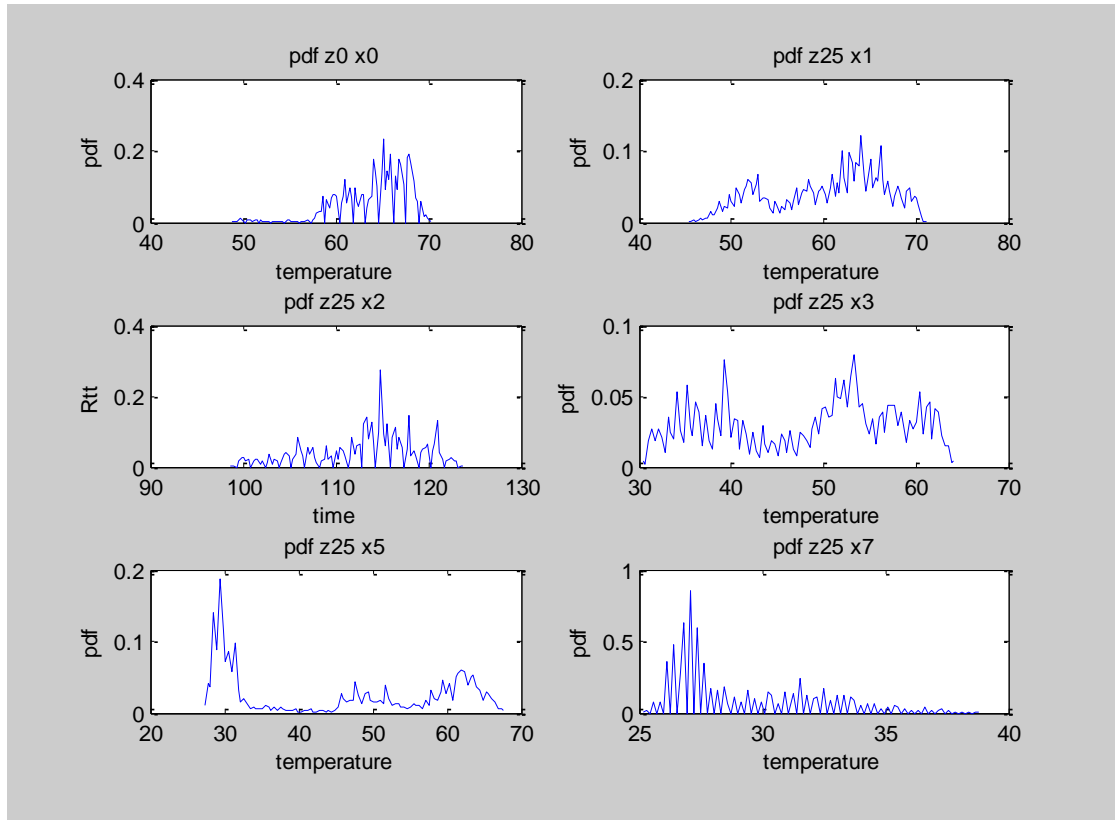 pdf z0 x0
0.4
0.2
0
pdf
40
50
60
70
80
temperature
pdf z25 x1
0.2
0.1
0
pdf
40
50
60
70
80
temperature
pdf z25 x2
0.4
0.2
0
Rtt
90
100
110
120
130
time
pdf z25 x3
0.1
0.05
0
pdf
30
40
50
60
70
temperature
pdf z25 x5
0.2
0.1
0
pdf
20
30
40
50
60
70
temperature
pdf z25 x7
1
0.5
0
pdf
25
30
35
40
temperature